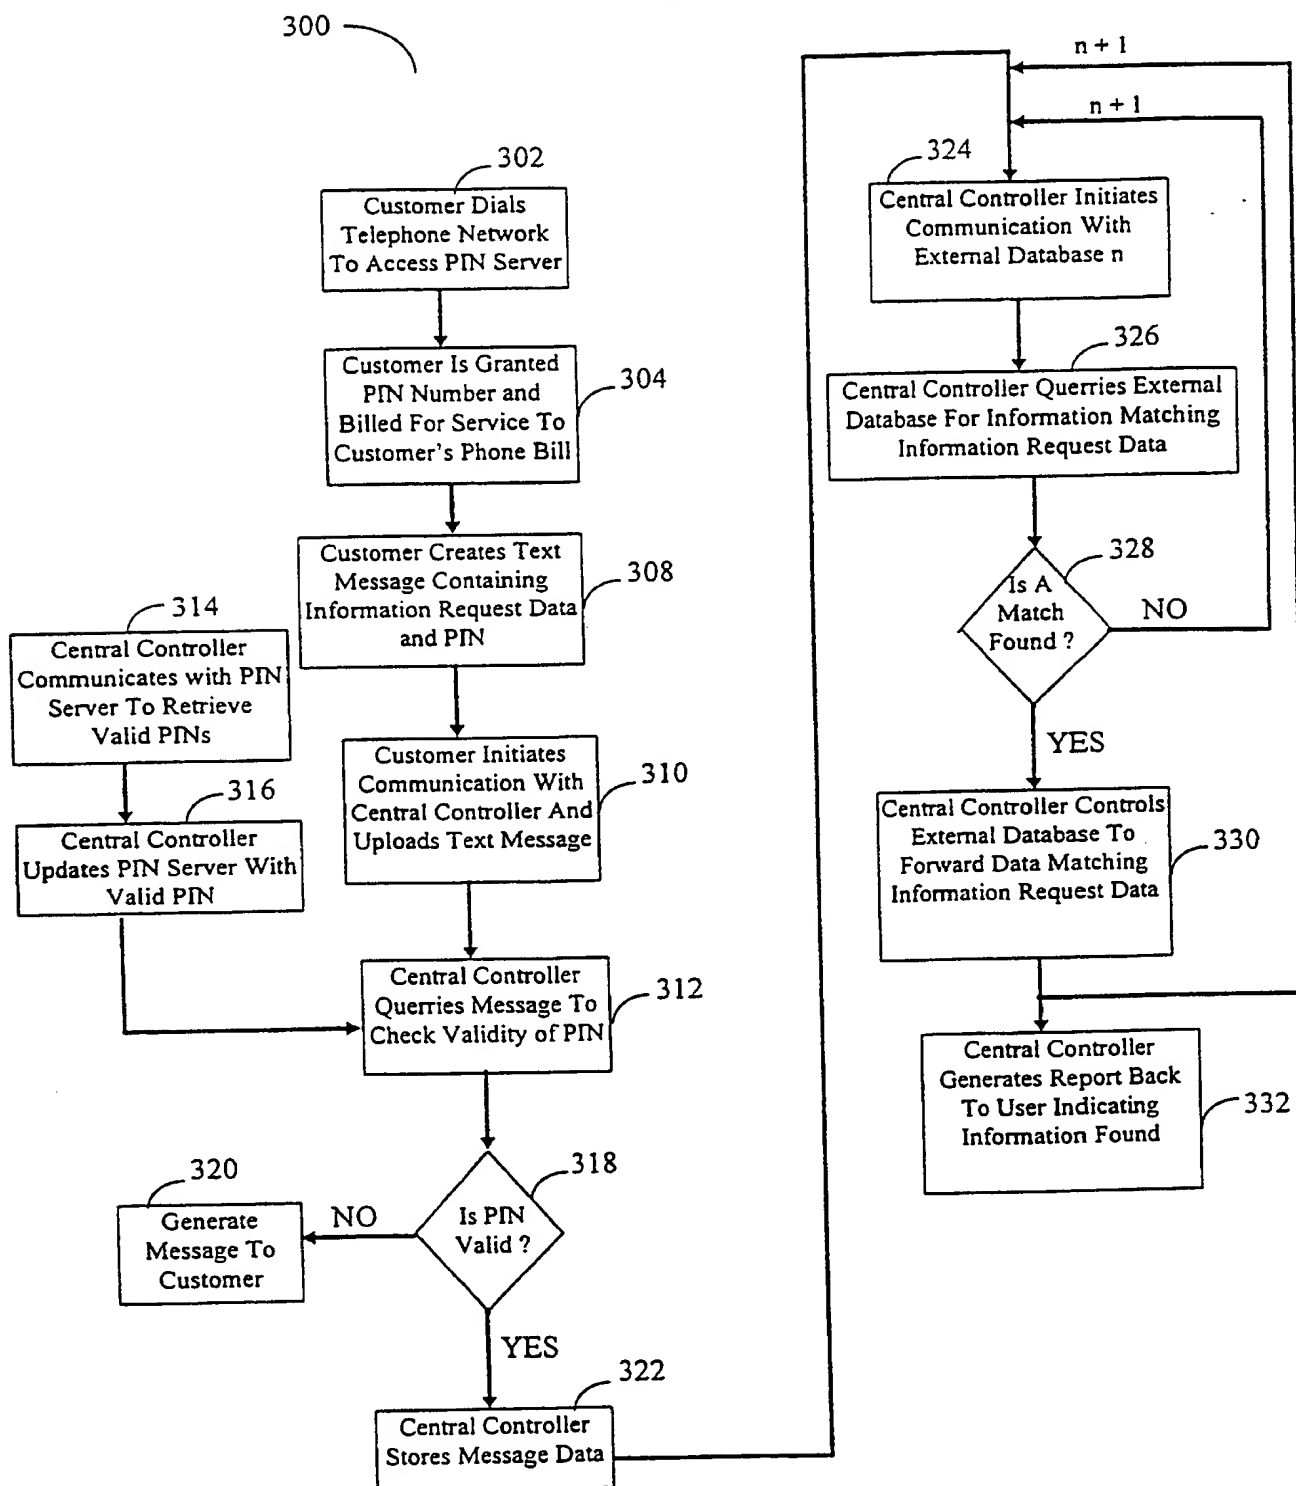 300
302
Customer Dials
Telephone Network
To Access PIN Server
Customer Is Granted
PIN Number and
Billed For Service To
Customer's Phone Bill
304
Customer Creates Text
Message Containing
Information Request Data
and PIN
308
314
Central Controller
Communicates with PIN
Server To Retrieve
Valid PINs
316
Central Controller
Updates PIN Server With
Valid PIN
Customer Initiates
Communication With
Central Controller And
Uploads Text Message
310
Central Controller
Querries Message To
Check Validity of PIN
312
318
Is PIN
Valid ?
NO
320
Generate
Message To
Customer
YES
322
Central Controller
Stores Message Data
n + 1
n + 1
324
Central Controller Initiates
Communication With
External Database n
326
Central Controller Querries External
Database For Information Matching
Information Request Data
328
Is A
Match
Found ?
NO
YES
Central Controller Controls
External Database To
Forward Data Matching
Information Request Data
330
Central Controller
Generates Report Back
To User Indicating
Information Found
332